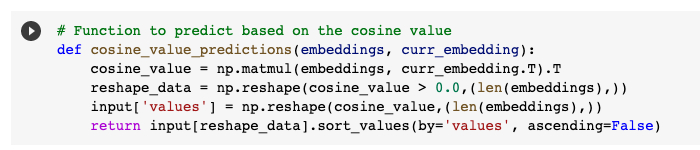 # Function to predict based on the cosine value
def cosine_value_predictions(embeddings, curr_embedding):
    cosine_value = np.matmul(embeddings, curr_embedding.T).T
    reshape_data = np.reshape(cosine_value > 0.0,(len(embeddings),))
    input['values'] = np.reshape(cosine_value,(len(embeddings),))
    return input[reshape_data].sort_values(by='values', ascending=False)